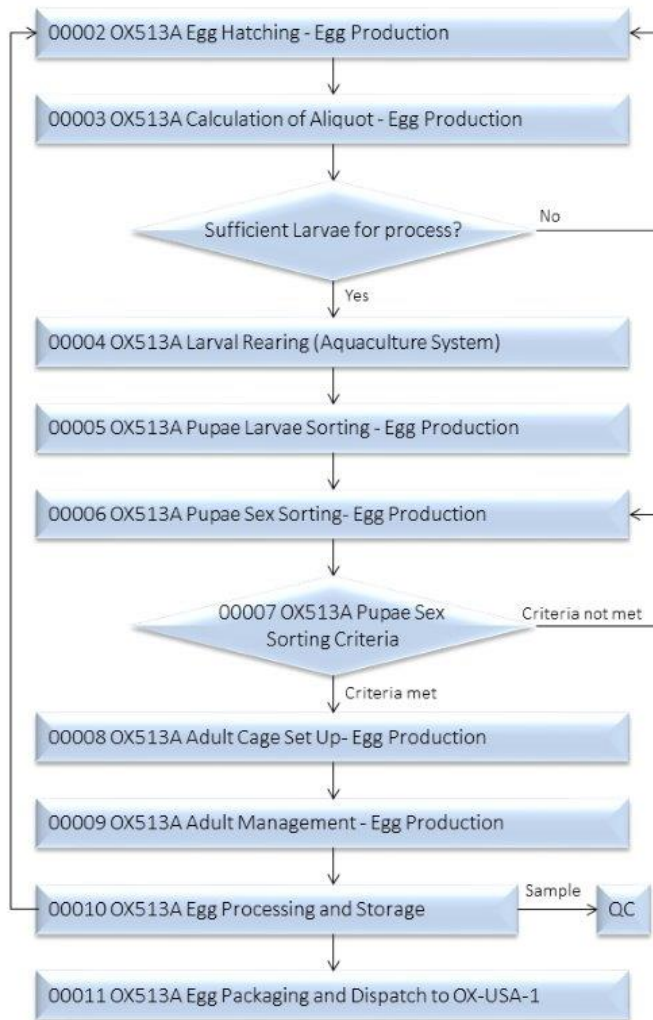 00002 OX513A Egg Hatching - Egg Production
00003 OX513A Calculation of Aliquot - Egg Production
Sufficient Larvae for process?
No
Yes
00004 OX513A Larval Rearing (Aquaculture System)
00005 OX513A Pupae Larvae Sorting - Egg Production
00006 OX513A Pupae Sex Sorting- Egg Production
00007 OX513A Pupae Sex
Sorting Criteria
Criteria not met
Criteria met
00008 OX513A Adult Cage Set Up- Egg Production
00009 OX513A Adult Management - Egg Production
00010 OX513A Egg Processing and Storage
Sample
QC
00011 OX513A Egg Packaging and Dispatch to OX-USA-1